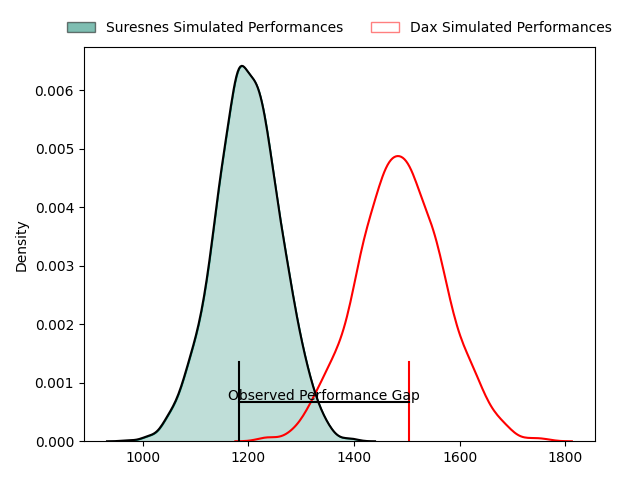 Suresnes Simulated Performances Dax Simulated Performances
0.006
0.005
0.004
0.003
0.002
0.001
0.000
Density
Observed Performance Gap
1000 1200 1400 1600 1800